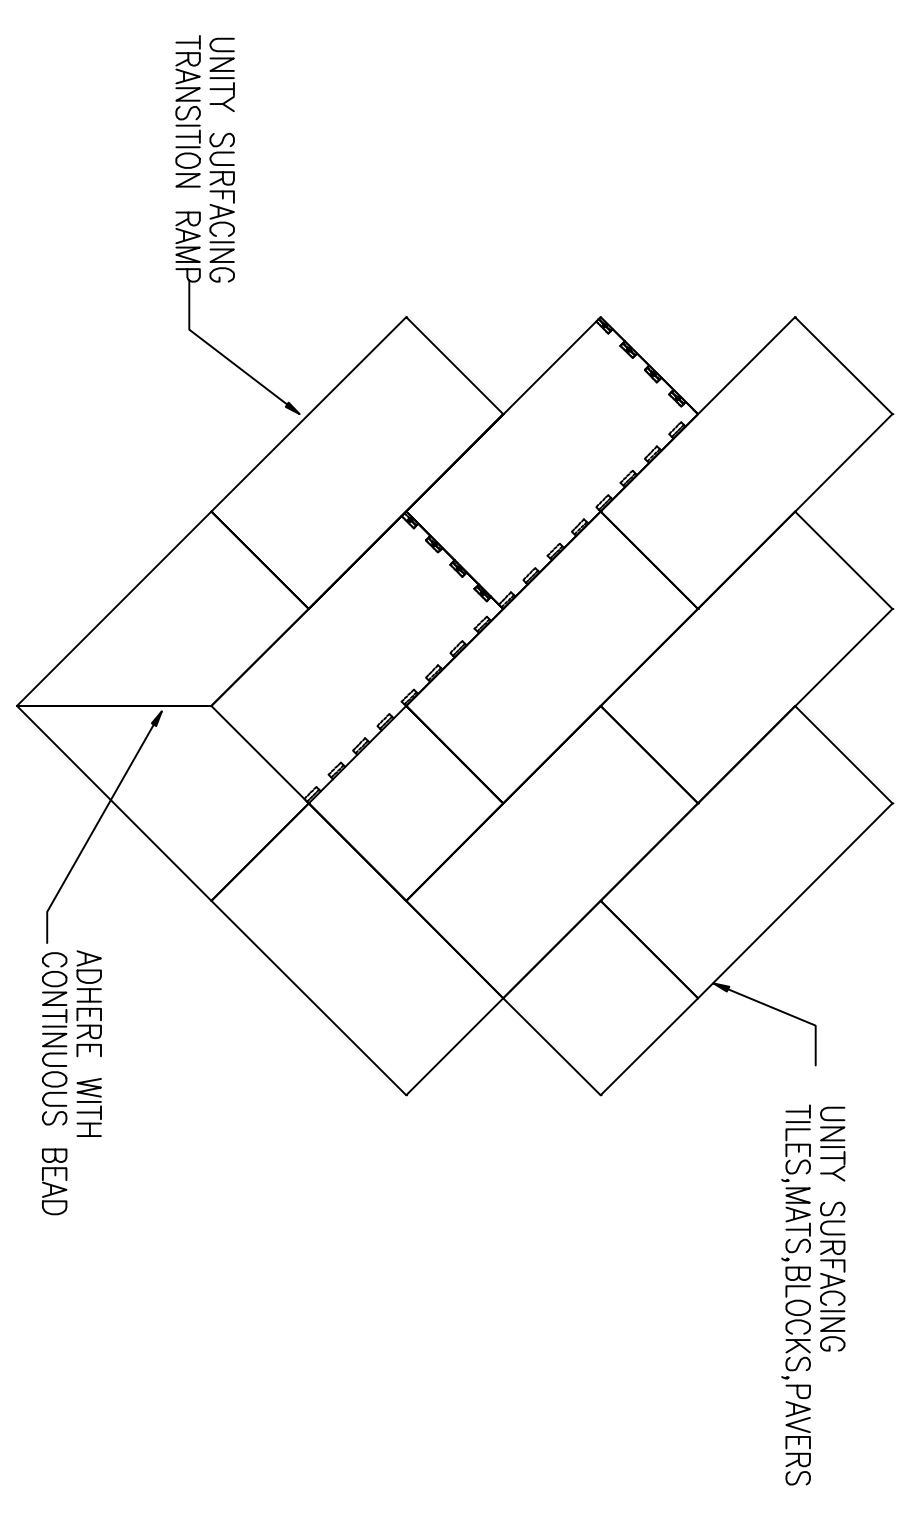 UNITY SURFACING
TILES,MATS,BLOCKS,PAVERS
UNITY SURFACING
TRANSITION RAMP
ADHERE WITH
CONTINUOUS BEAD